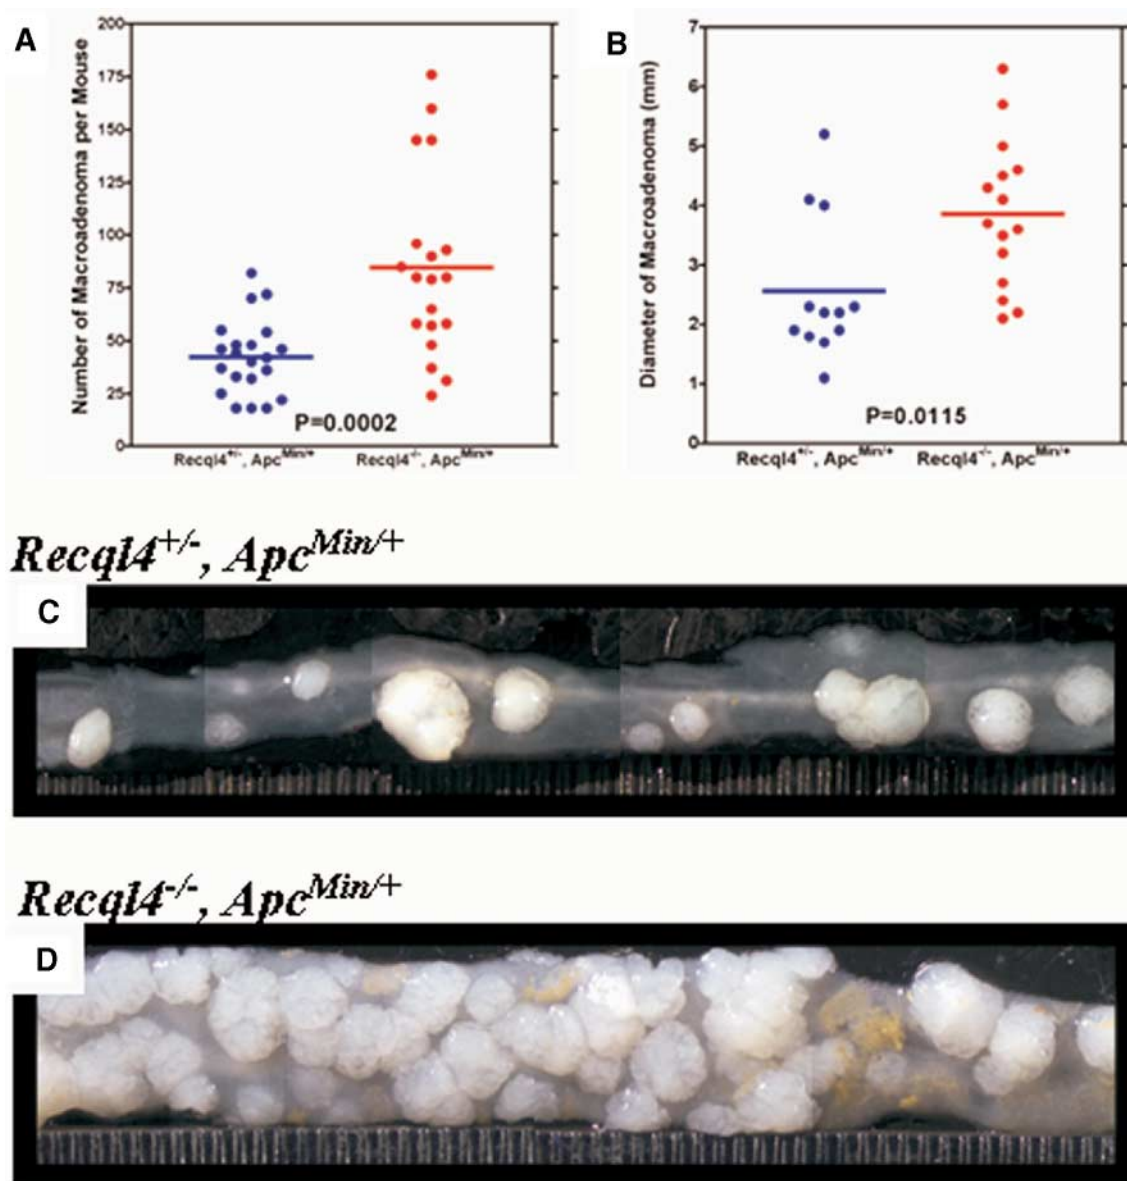 A
Number of Macroadenoma per Mouse
200
175
150
125
100
75
50
25
0
P=0.0002
Recql4+/-, ApcMin/+
Recql4-/-, ApcMin/+
B
Diameter of Macroadenoma (mm)
7
6
5
4
3
2
1
0
P=0.0115
Recql4+/-, ApcMin/+
Recql4-/-, ApcMin/+
Recql4+/-, ApcMin/+
C
Recql4-/-, ApcMin/+
D